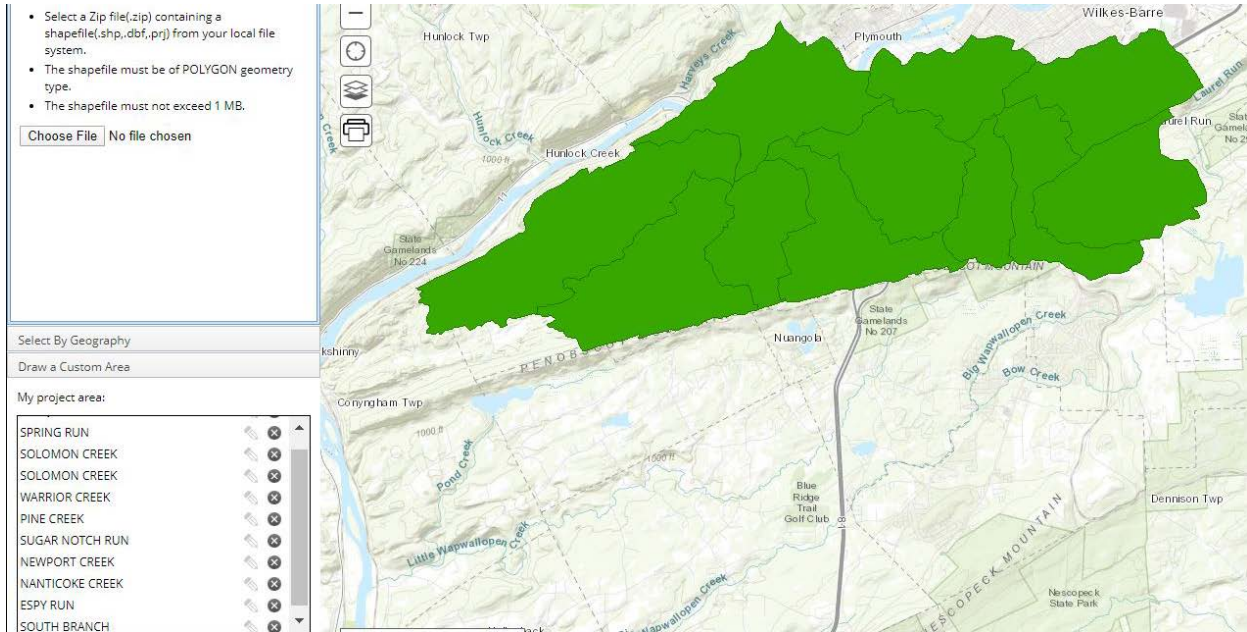 Select a Zip file(.zip) containing a
shapefile(.shp,.dbf,.prj) from your local file
system.
The shapefile must be of POLYGON geometry
type.
The shapefile must not exceed 1 MB.
Choose File No file chosen
Select By Geography
Draw a Custom Area
My project area:
SPRING RUN
SOLOMON CREEK
SOLOMON CREEK
WARRIOR CREEK
PINE CREEK
SUGAR NOTCH RUN
NEWPORT CREEK
NANTICOKE CREEK
ESPY RUN
SOUTH BRANCH
Wilkes-Barre
Hunlock Twp
Plymouth
Harveys Creek
Laurel Run
Hunlock Creek
1000 ft
Hunlock Creek
11
State
Gamelands
No 224
State
Gamelands
No 207
Nuangola
Big Wapwallopen Creek
Bow Creek
Conyngham Twp
1000 ft
Pond Creek
1000 ft
Little Wapwallopen Creek
Blue
Ridge
Trail
Golf Club
81
Dennison Twp
NESCOPECK MOUNTAIN
Nescopeck
State Park